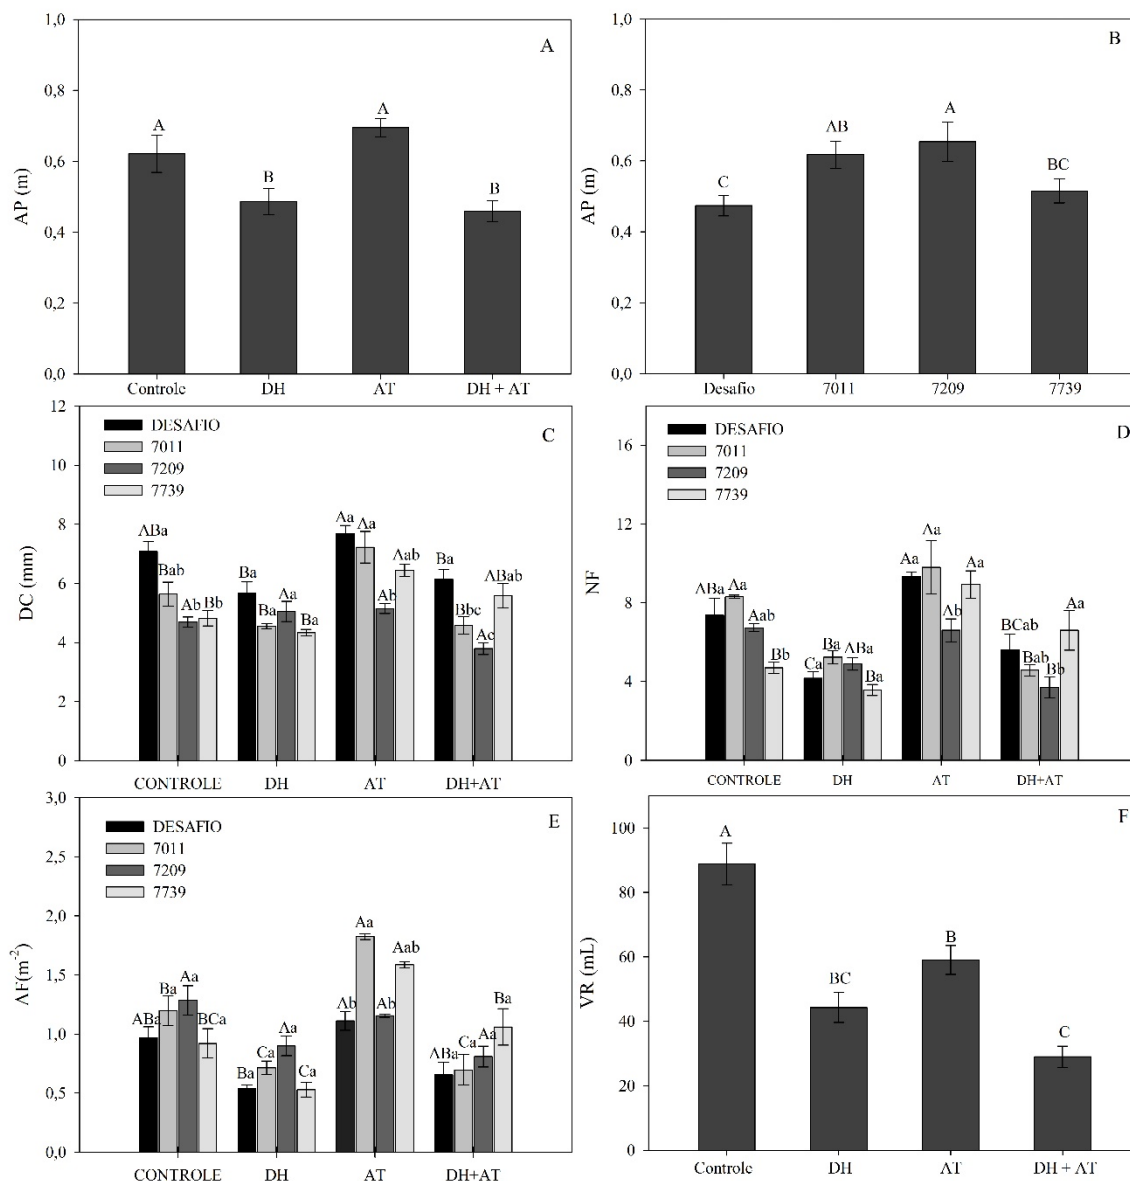 A
AP (m)
1,0
0,8
0,6
0,4
0,2
0,0
A
B
A
B
Controle
DH
AT
DH + AT
B
AP (m)
1,0
0,8
0,6
0,4
0,2
0,0
C
AB
A
BC
Desafio
7011
7209
7739
C
DC (mm)
12
10
8
6
4
2
0
DESAFIO
7011
7209
7739
ABa
Bab
Ab
Bb
Ba
Ba
Aa
Ba
Aa
Aa
Ab
Aab
Ba
Bbc
Ac
ABab
CONTROLE
DH
AT
DH+AT
D
NF
16
12
8
4
0
DESAFIO
7011
7209
7739
ABa
Aa
Aab
Bb
Ca
Ba
ABa
Ba
Aa
Aa
Ab
Aa
BCab
Bab
Bb
Aa
CONTROLE
DH
AT
DH+AT
E
AF(m-2)
3,0
2,5
2,0
1,5
1,0
0,5
0,0
DESAFIO
7011
7209
7739
ABa
Ba
Aa
BCa
Ba
Ca
Aa
Ca
Ab
Aa
Ab
Aab
ABa
Ca
Aa
Ba
CONTROLE
DH
AT
DH+AT
F
VR (mL)
100
80
60
40
20
0
A
BC
B
C
Controle
DH
AT
DH + AT